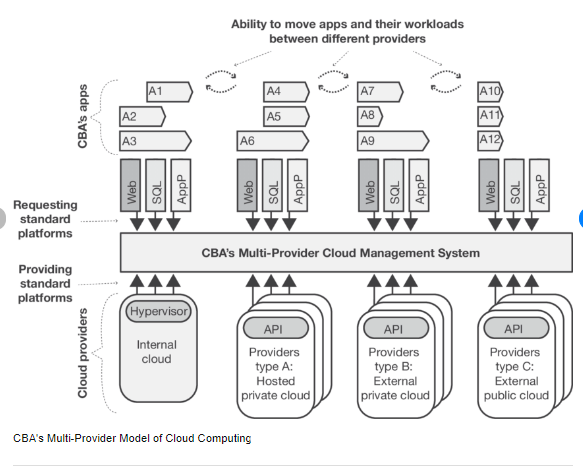 Ability to move apps and their workloads
between different providers
CBA's apps
A1
A4
A7
A10
A2
A5
A8
A11
A3
A6
A9
A12
Web SQL AppP
Web SQL AppP
Web SQL AppP
Web SQL AppP
Requesting
standard
platforms
CBA's Multi-Provider Cloud Management System
Providing
standard
platforms
Cloud providers
Hypervisor
Internal
cloud
API
Providers
type A:
Hosted
private cloud
API
Providers
type B:
External
private cloud
API
Providers
type C:
External
public cloud
CBA's Multi-Provider Model of Cloud Computing